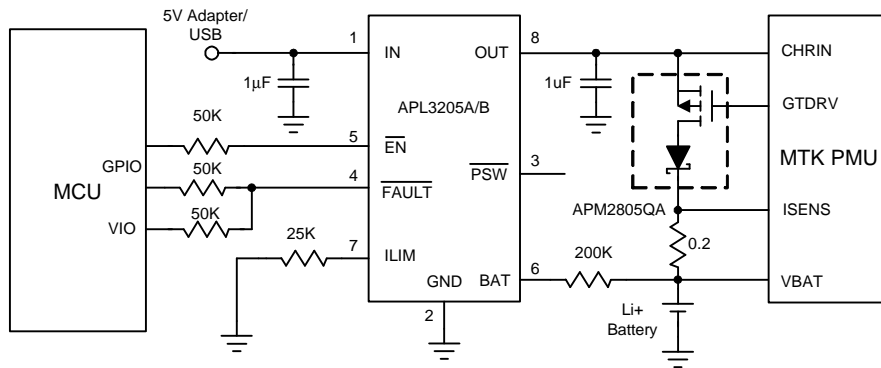 5V Adapter/
USB
1
IN
OUT
8
CHRIN
1µF
1uF
APL3205A/B
GTDRV
50K
5
EN
GPIO
50K
4
FAULT
PSW
3
MCU
MTK PMU
VIO
50K
APM2805QA
ISENS
25K
7
ILIM
200K
0.2
GND
BAT
6
VBAT
2
Li+
Battery